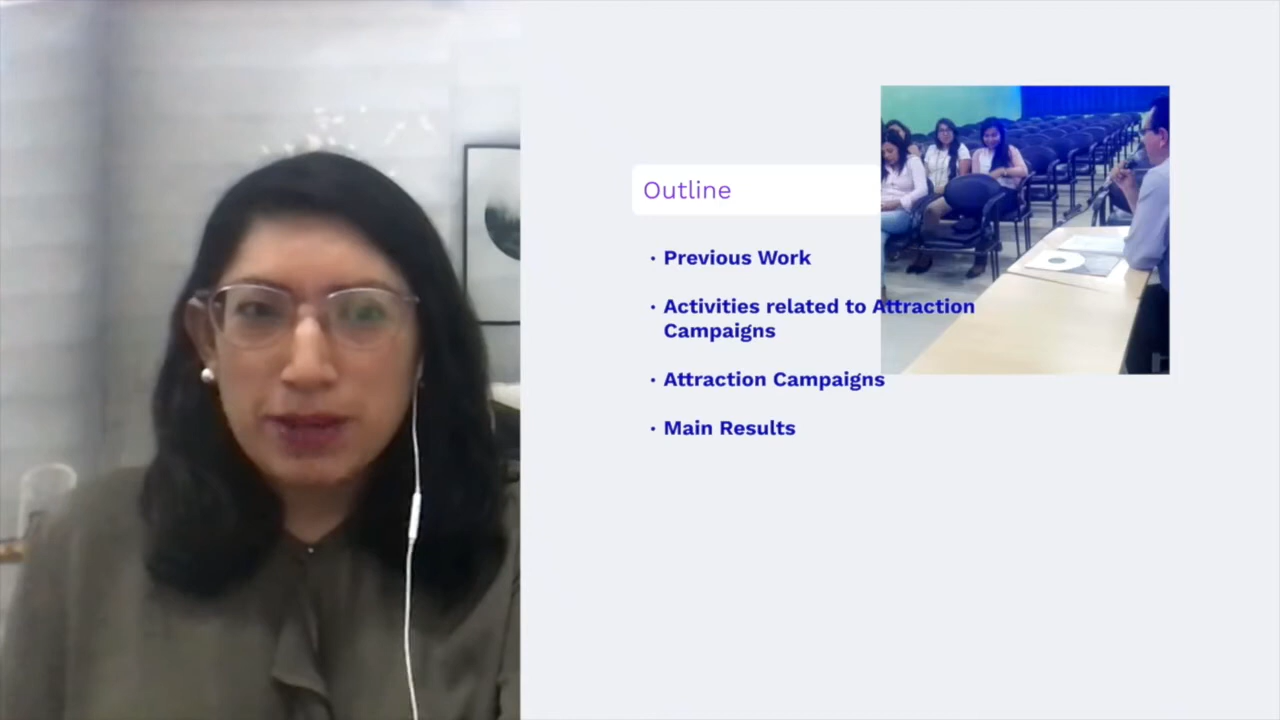 Outline
• Previous Work
• Activities related to Attraction
Campaigns
• Attraction Campaigns
• Main Results